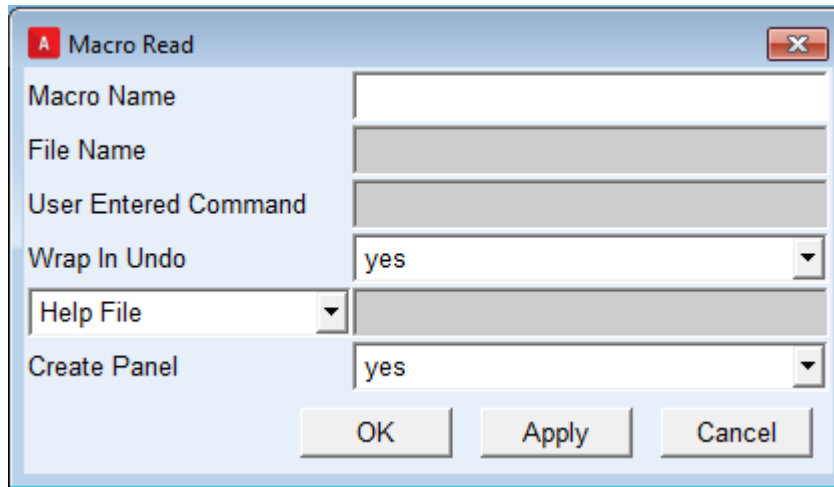 A Macro Read
Macro Name
File Name
User Entered Command
Wrap In Undo yes
Help File
Create Panel yes
OK Apply Cancel